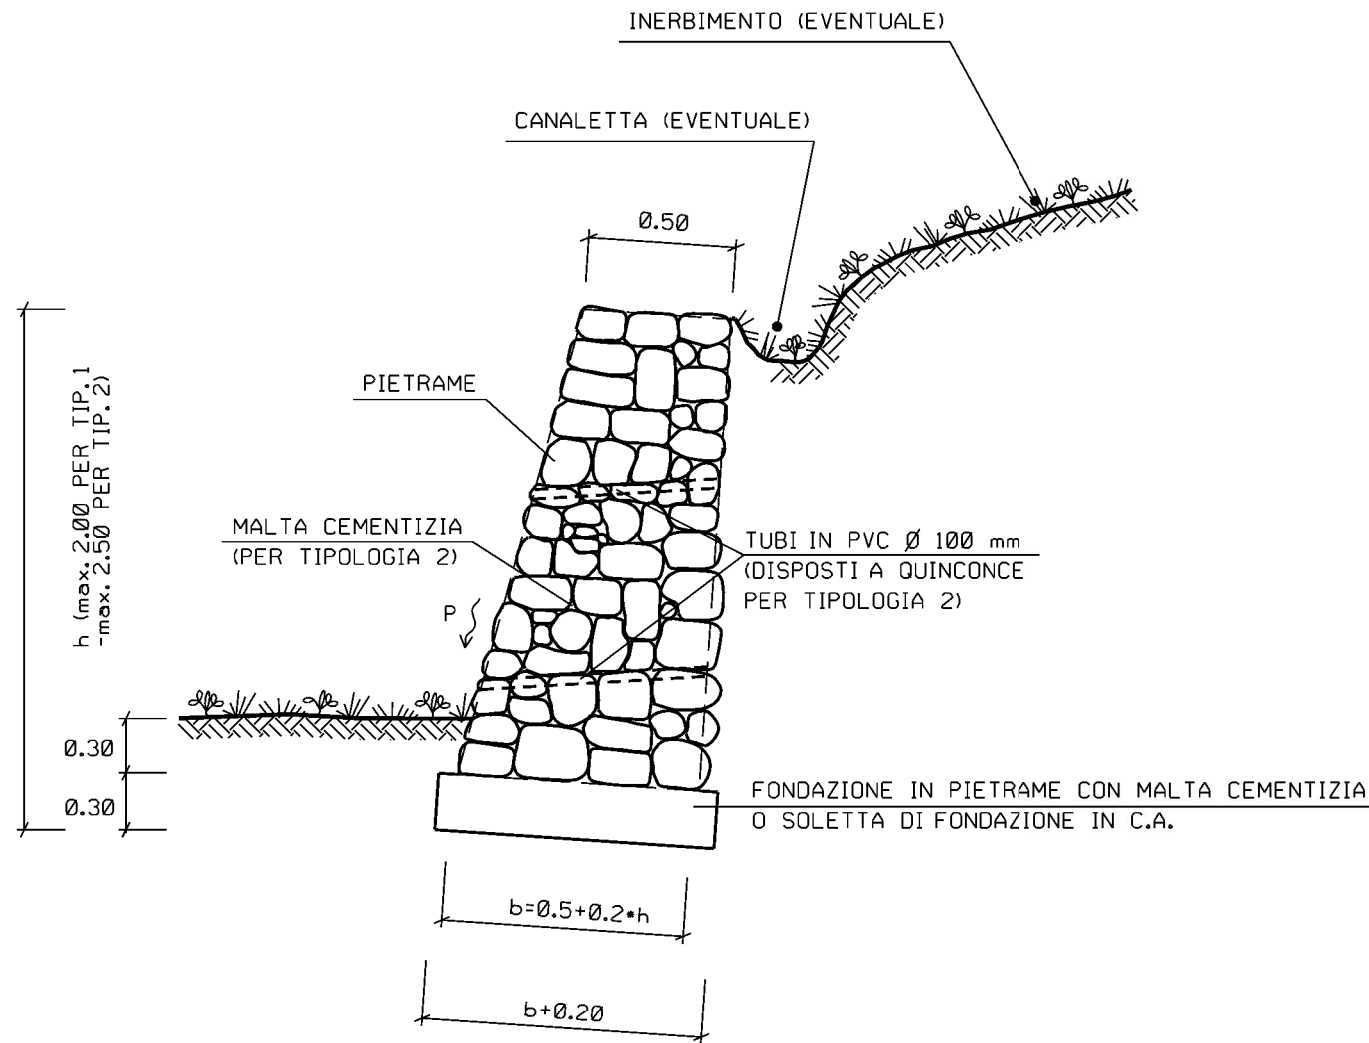 INERBIMENTO (EVENTUALE)
CANALETTA (EVENTUALE)
0.50
PIETRAME
h (max. 2.00 PER TIP. 1
-max. 2.50 PER TIP. 2)
MALTA CEMENTIZIA
(PER TIPOLOGIA 2)
TUBI IN PVC Ø 100 mm
(DISPOSTI A QUINCONCE
PER TIPOLOGIA 2)
P
0.30
0.30
FONDAZIONE IN PIETRAME CON MALTA CEMENTIZIA
O SOLETTA DI FONDAZIONE IN C.A.
b=0.5+0.2*h
b+0.20